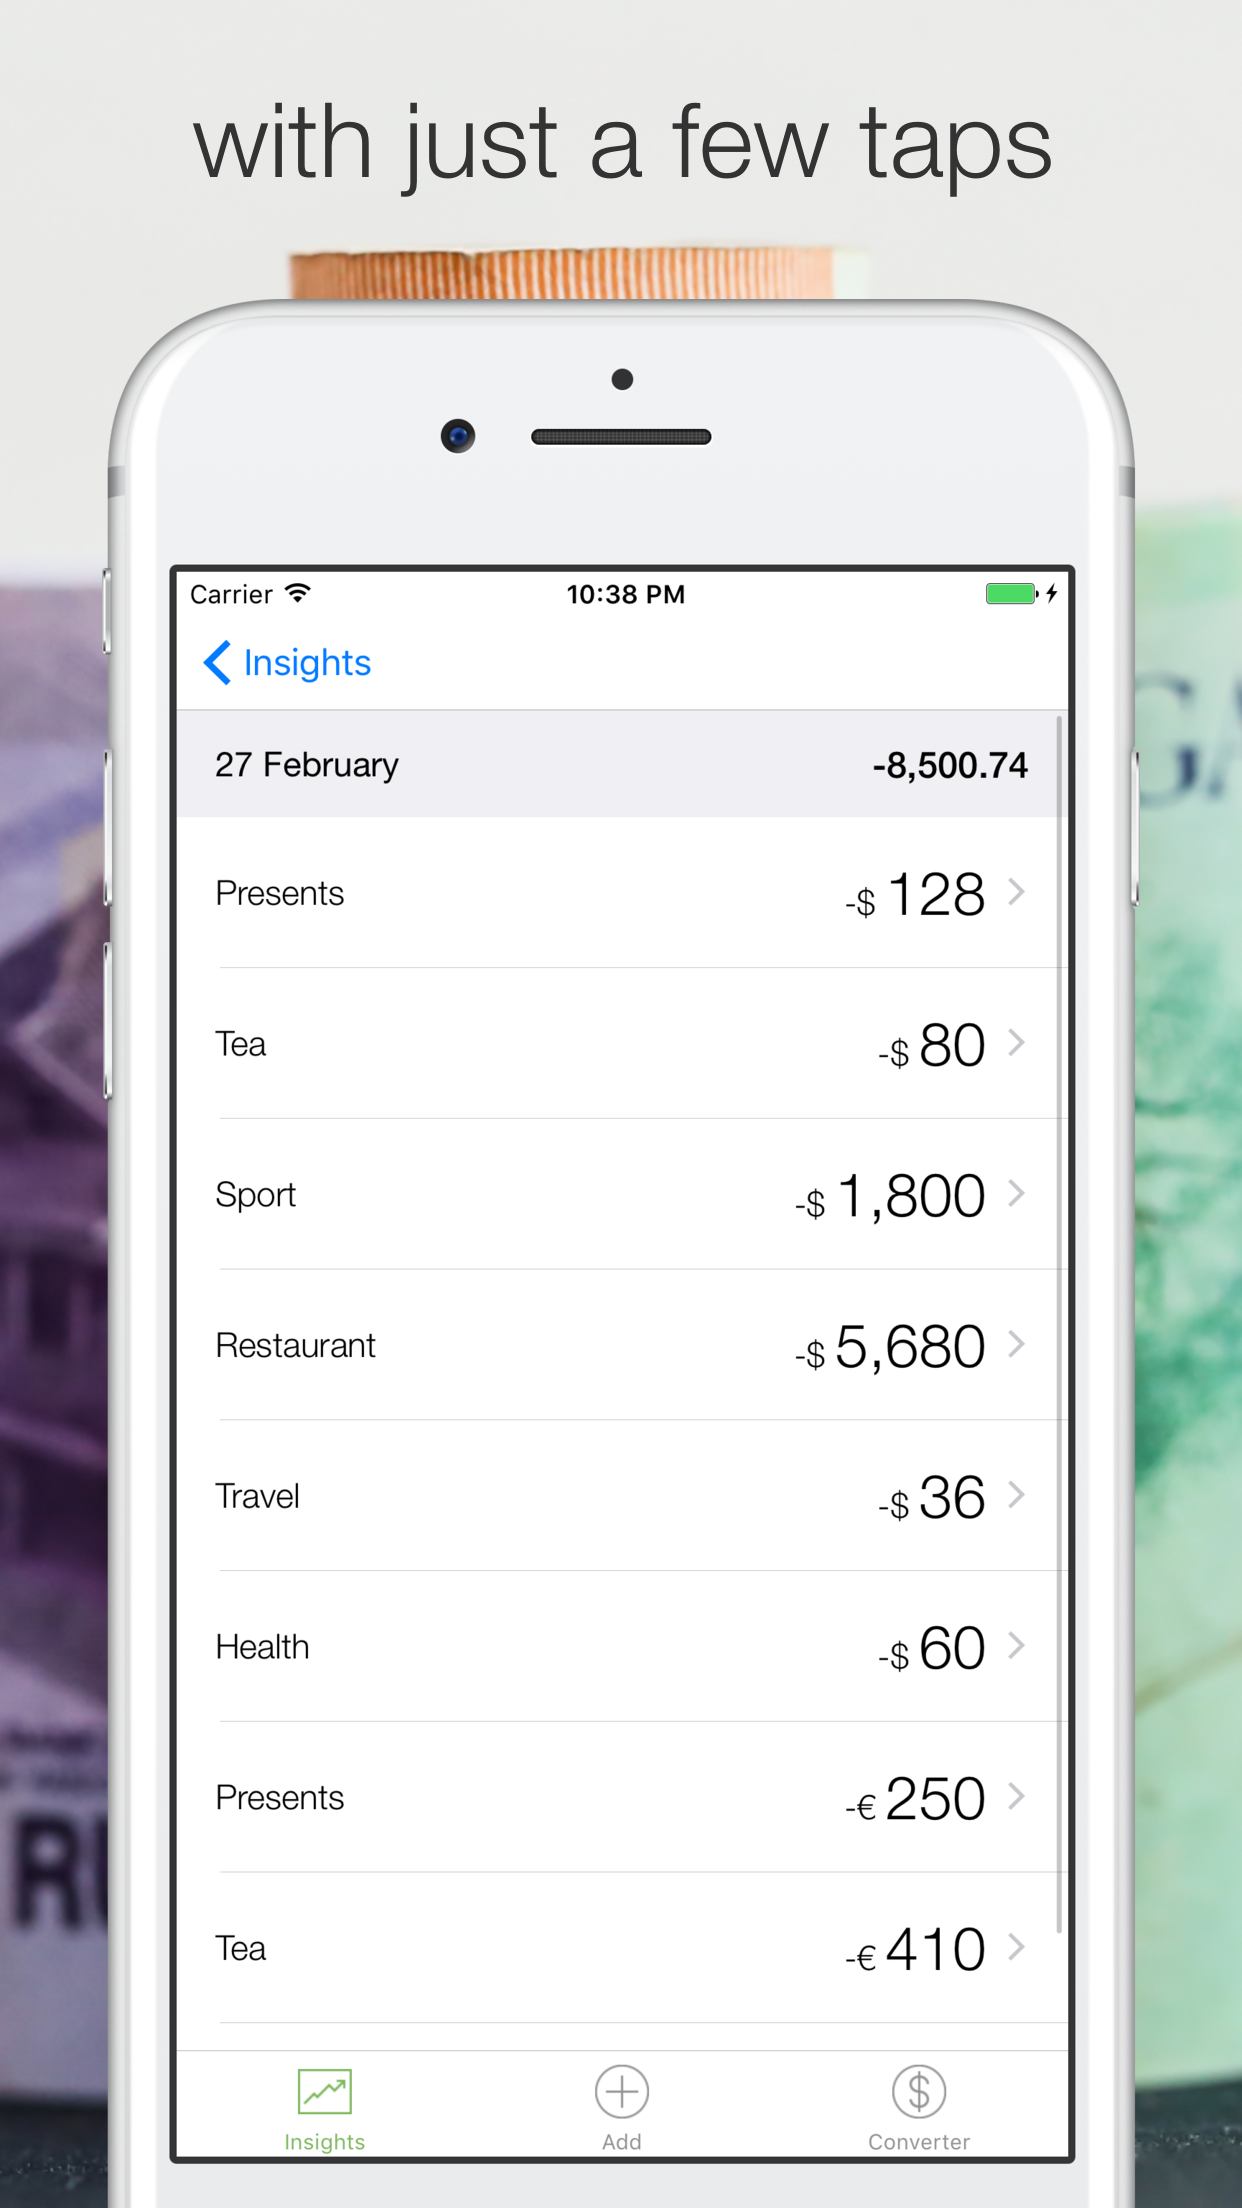 with just a few taps
Carrier 10:38 PM
Insights
27 February -8,500.74
Presents -$ 128
Tea -$ 80
Sport -$ 1,800
Restaurant -$ 5,680
Travel -$ 36
Health -$ 60
Presents -€ 250
Tea -€ 410
Insights Add Converter